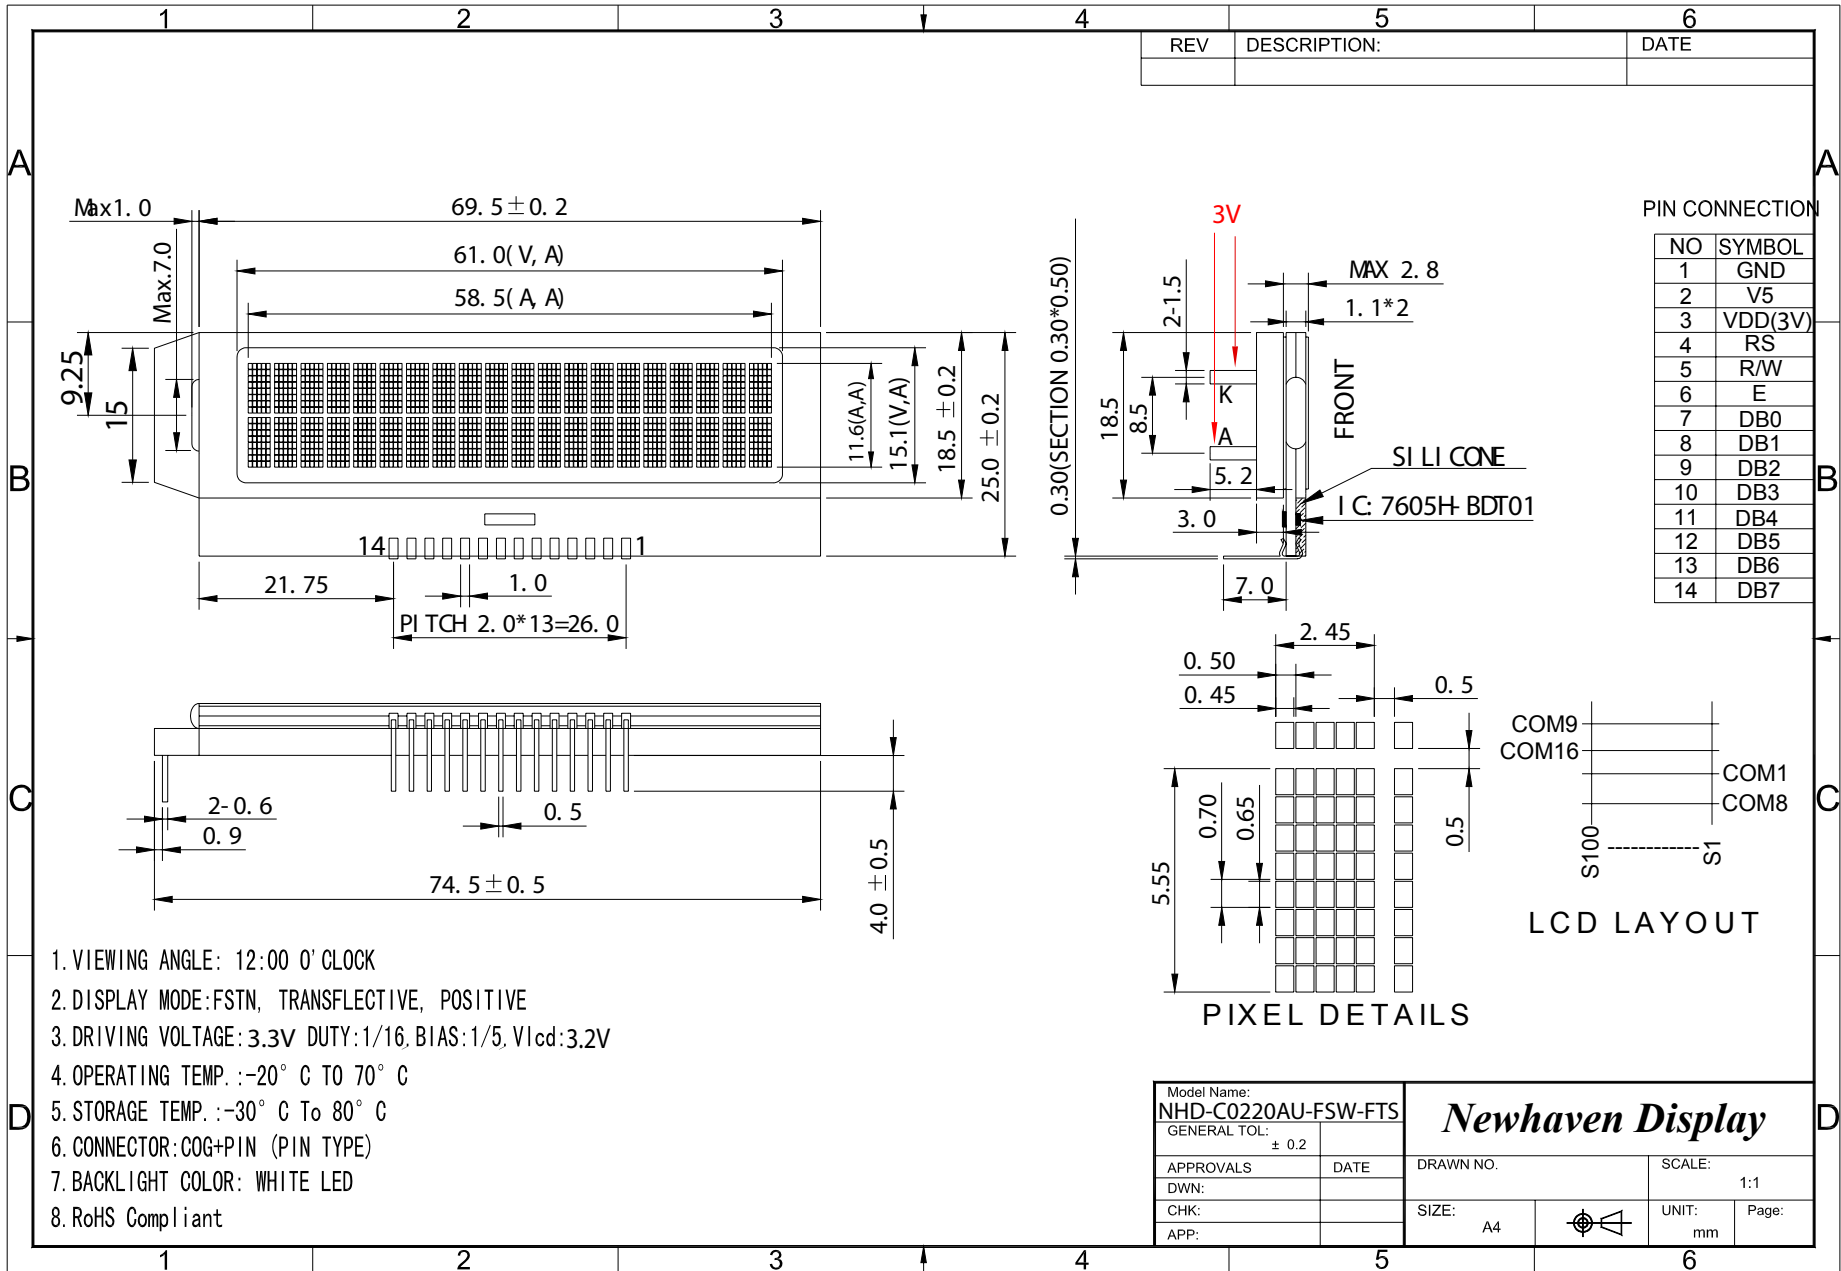 1 2 3 4 5 6
REV DESCRIPTION: DATE
A A
Max1.0
69.5±0.2
61.0(V,A)
58.5(A,A)
Max.7.0
9.25
15
11.6(A,A)
15.1(V,A)
18.5 ±0.2
25.0 ±0.2
14 1
21.75
1.0
PITCH 2.0*13=26.0
0.30(SECTION 0.30*0.50)
3V
2-1.5
MAX 2.8
1.1*2
18.5
8.5
K
A
5.2
3.0
7.0
FRONT
SILICONE
IC:7605H-BDT01
PIN CONNECTION
NO SYMBOL
1 GND
2 V5
3 VDD(3V)
4 RS
5 R/W
6 E
7 DB0
8 DB1
9 DB2
10 DB3
11 DB4
12 DB5
13 DB6
14 DB7
B B
2-0.6
0.9
0.5
74.5±0.5
4.0 ±0.5
2.45
0.50
0.45
0.5
0.70
0.65
0.5
5.55
PIXEL DETAILS
COM9
COM16
COM1
COM8
S100 ------------ S1
LCD LAYOUT
C C
1.VIEWING ANGLE: 12:00 O'CLOCK
2.DISPLAY MODE:FSTN, TRANSFLECTIVE, POSITIVE
3.DRIVING VOLTAGE:3.3V DUTY:1/16,BIAS:1/5,Vlcd:3.2V
4.OPERATING TEMP.:-20° C TO 70° C
5.STORAGE TEMP.:-30° C To 80° C
6.CONNECTOR:COG+PIN (PIN TYPE)
7.BACKLIGHT COLOR: WHITE LED
8.RoHS Compliant
D D
Model Name:
NHD-C0220AU-FSW-FTS
GENERAL TOL:
± 0.2
APPROVALS DATE
DWN:
CHK:
APP:
Newhaven Display
DRAWN NO.
SCALE:
1:1
SIZE:
A4
UNIT:
mm
Page:
1 2 3 4 5 6